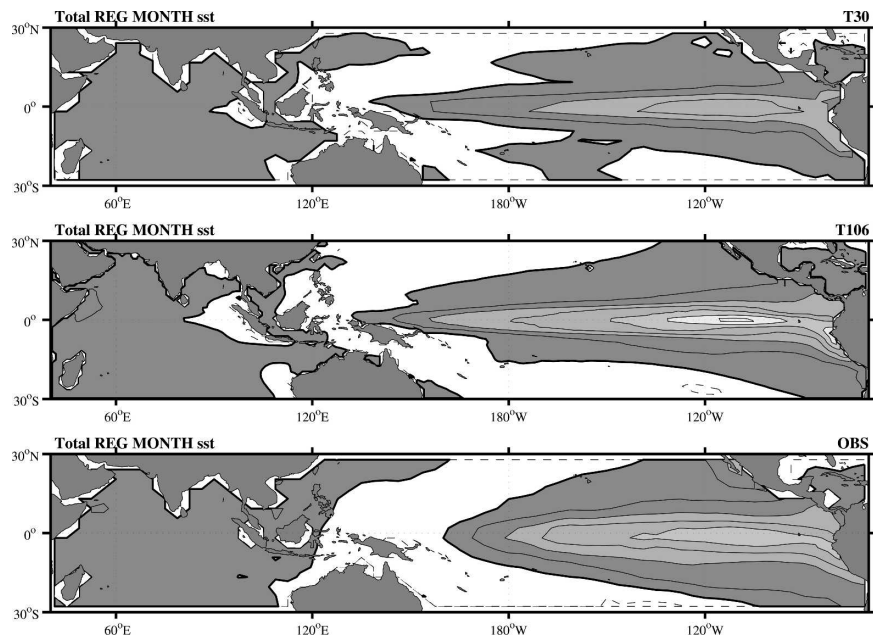 Total REG MONTH sst T30
30°N
0°
30°S
60°E 120°E 180°W 120°W
Total REG MONTH sst T106
30°N
0°
30°S
60°E 120°E 180°W 120°W
Total REG MONTH sst OBS
30°N
0°
30°S
60°E 120°E 180°W 120°W